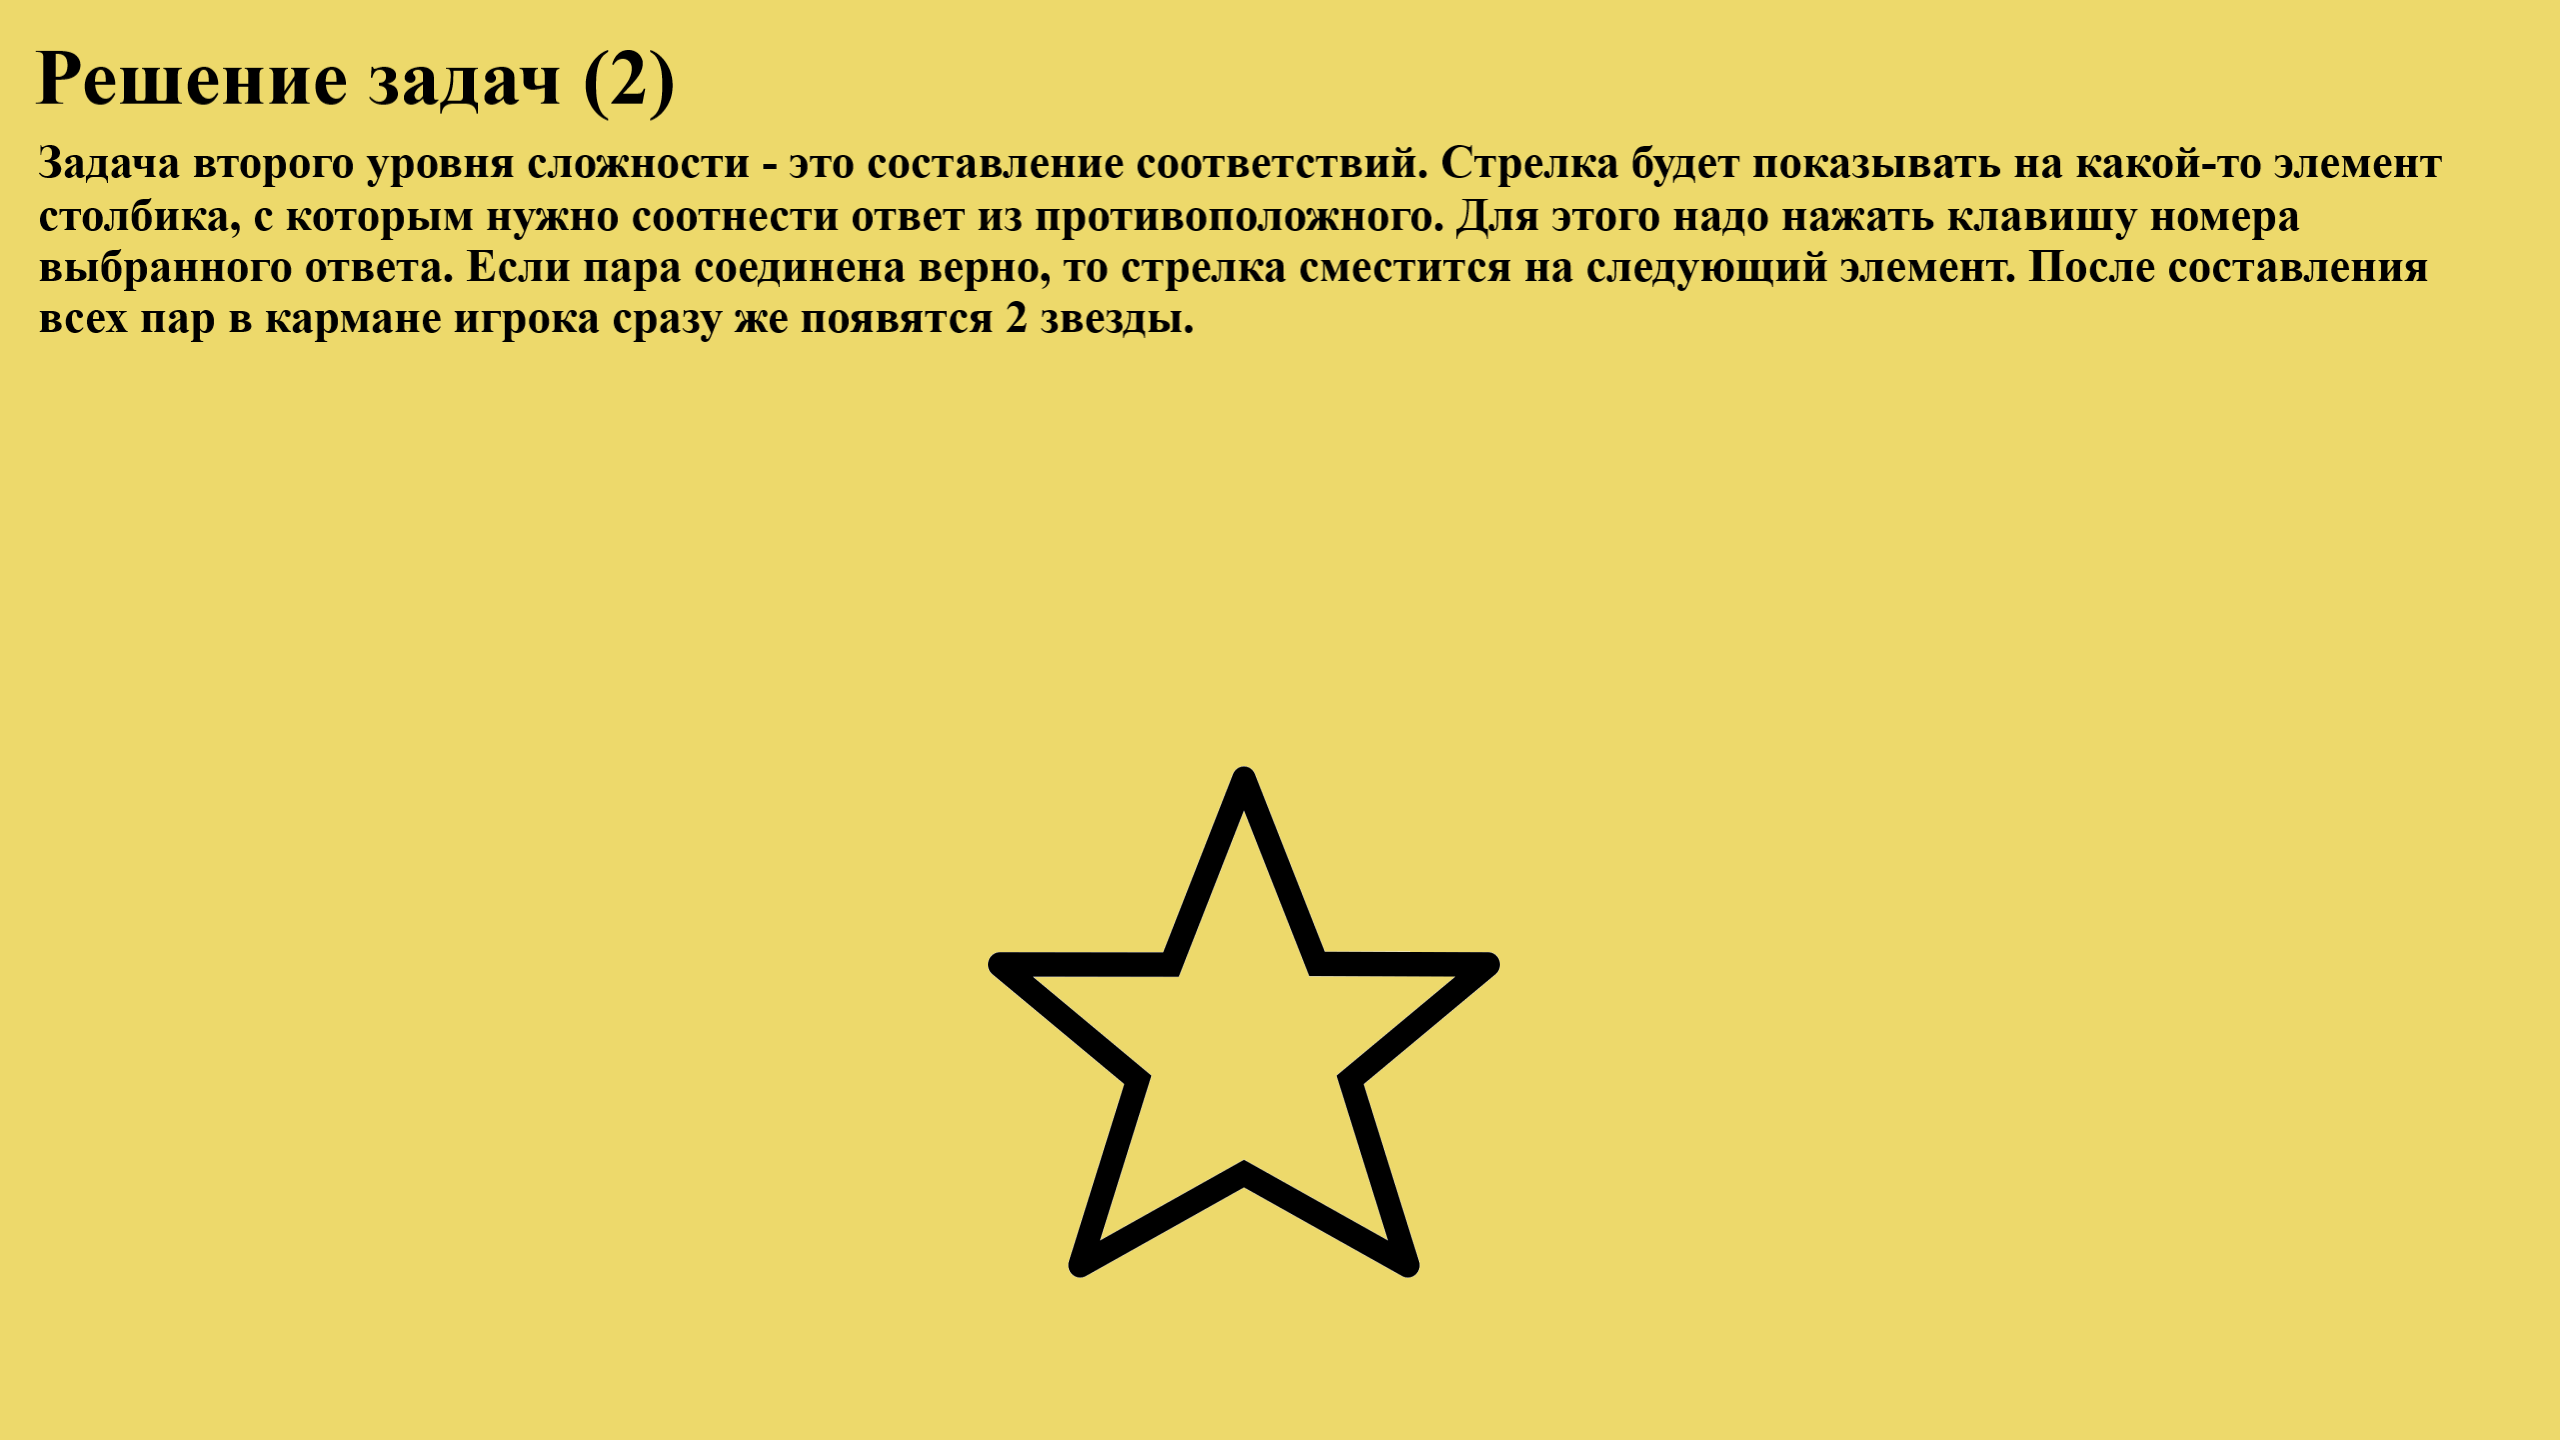 Решение задач (2)
Задача второго уровня сложности - это составление соответствий. Стрелка будет показывать на какой-то элемент
столбика, с которым нужно соотнести ответ из противоположного. Для этого надо нажать клавишу номера
выбранного ответа. Если пара соединена верно, то стрелка сместится на следующий элемент. После составления
всех пар в кармане игрока сразу же появятся 2 звезды.